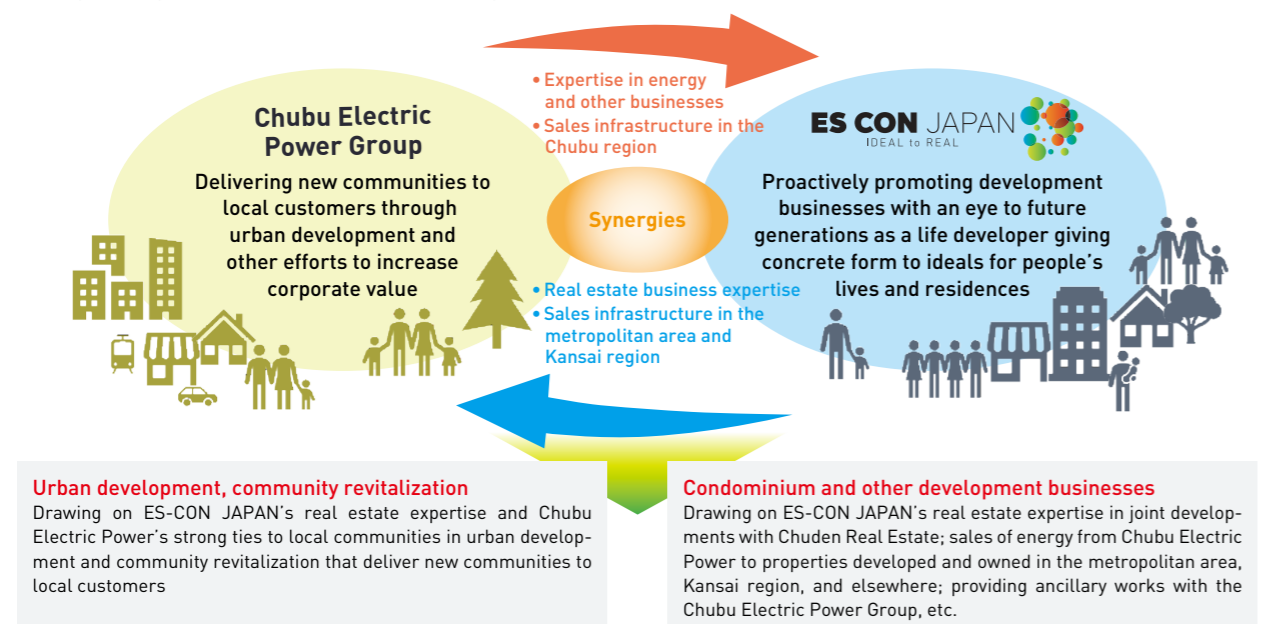 Chubu Electric
Power Group
Delivering new communities to
local customers through
urban development and
other efforts to increase
corporate value
• Expertise in energy
and other businesses
• Sales infrastructure in the
Chubu region
Synergies
• Real estate business expertise
• Sales infrastructure in the
metropolitan area and
Kansai region
ES CON JAPAN
IDEAL to REAL
Proactively promoting development
businesses with an eye to future
generations as a life developer giving
concrete form to ideals for people's
lives and residences
Urban development, community revitalization
Drawing on ES-CON JAPAN's real estate expertise and Chubu
Electric Power's strong ties to local communities in urban develop-
ment and community revitalization that deliver new communities to
local customers
Condominium and other development businesses
Drawing on ES-CON JAPAN's real estate expertise in joint develop-
ments with Chuden Real Estate; sales of energy from Chubu Electric
Power to properties developed and owned in the metropolitan area,
Kansai region, and elsewhere; providing ancillary works with the
Chubu Electric Power Group, etc.